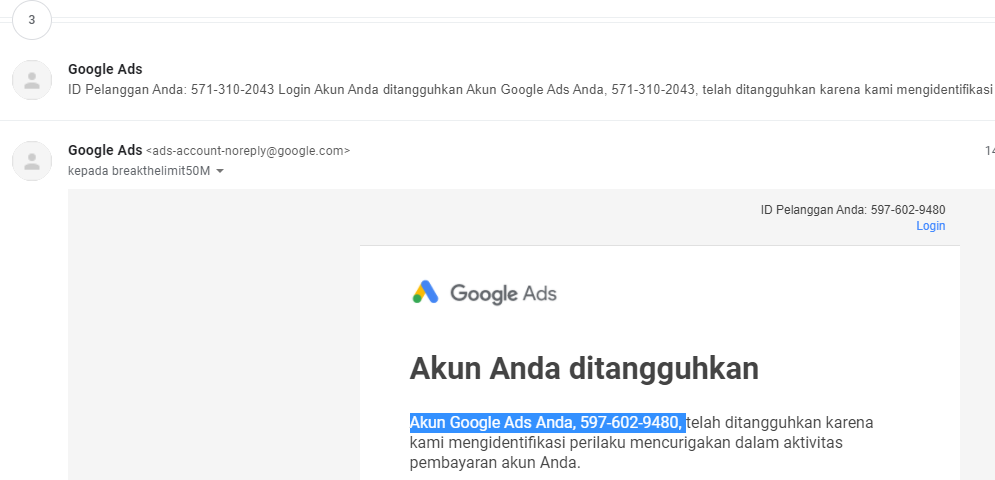 3
Google Ads
ID Pelanggan Anda: 571-310-2043 Login Akun Anda ditangguhkan Akun Google Ads Anda, 571-310-2043, telah ditangguhkan karena kami mengidentifikasi
Google Ads <ads-account-noreply@google.com>
14
kepada breakthelimit50M
ID Pelanggan Anda: 597-602-9480
Login
Google Ads
Akun Anda ditangguhkan
Akun Google Ads Anda, 597-602-9480, telah ditangguhkan karena
kami mengidentifikasi perilaku mencurigakan dalam aktivitas
pembayaran akun Anda.